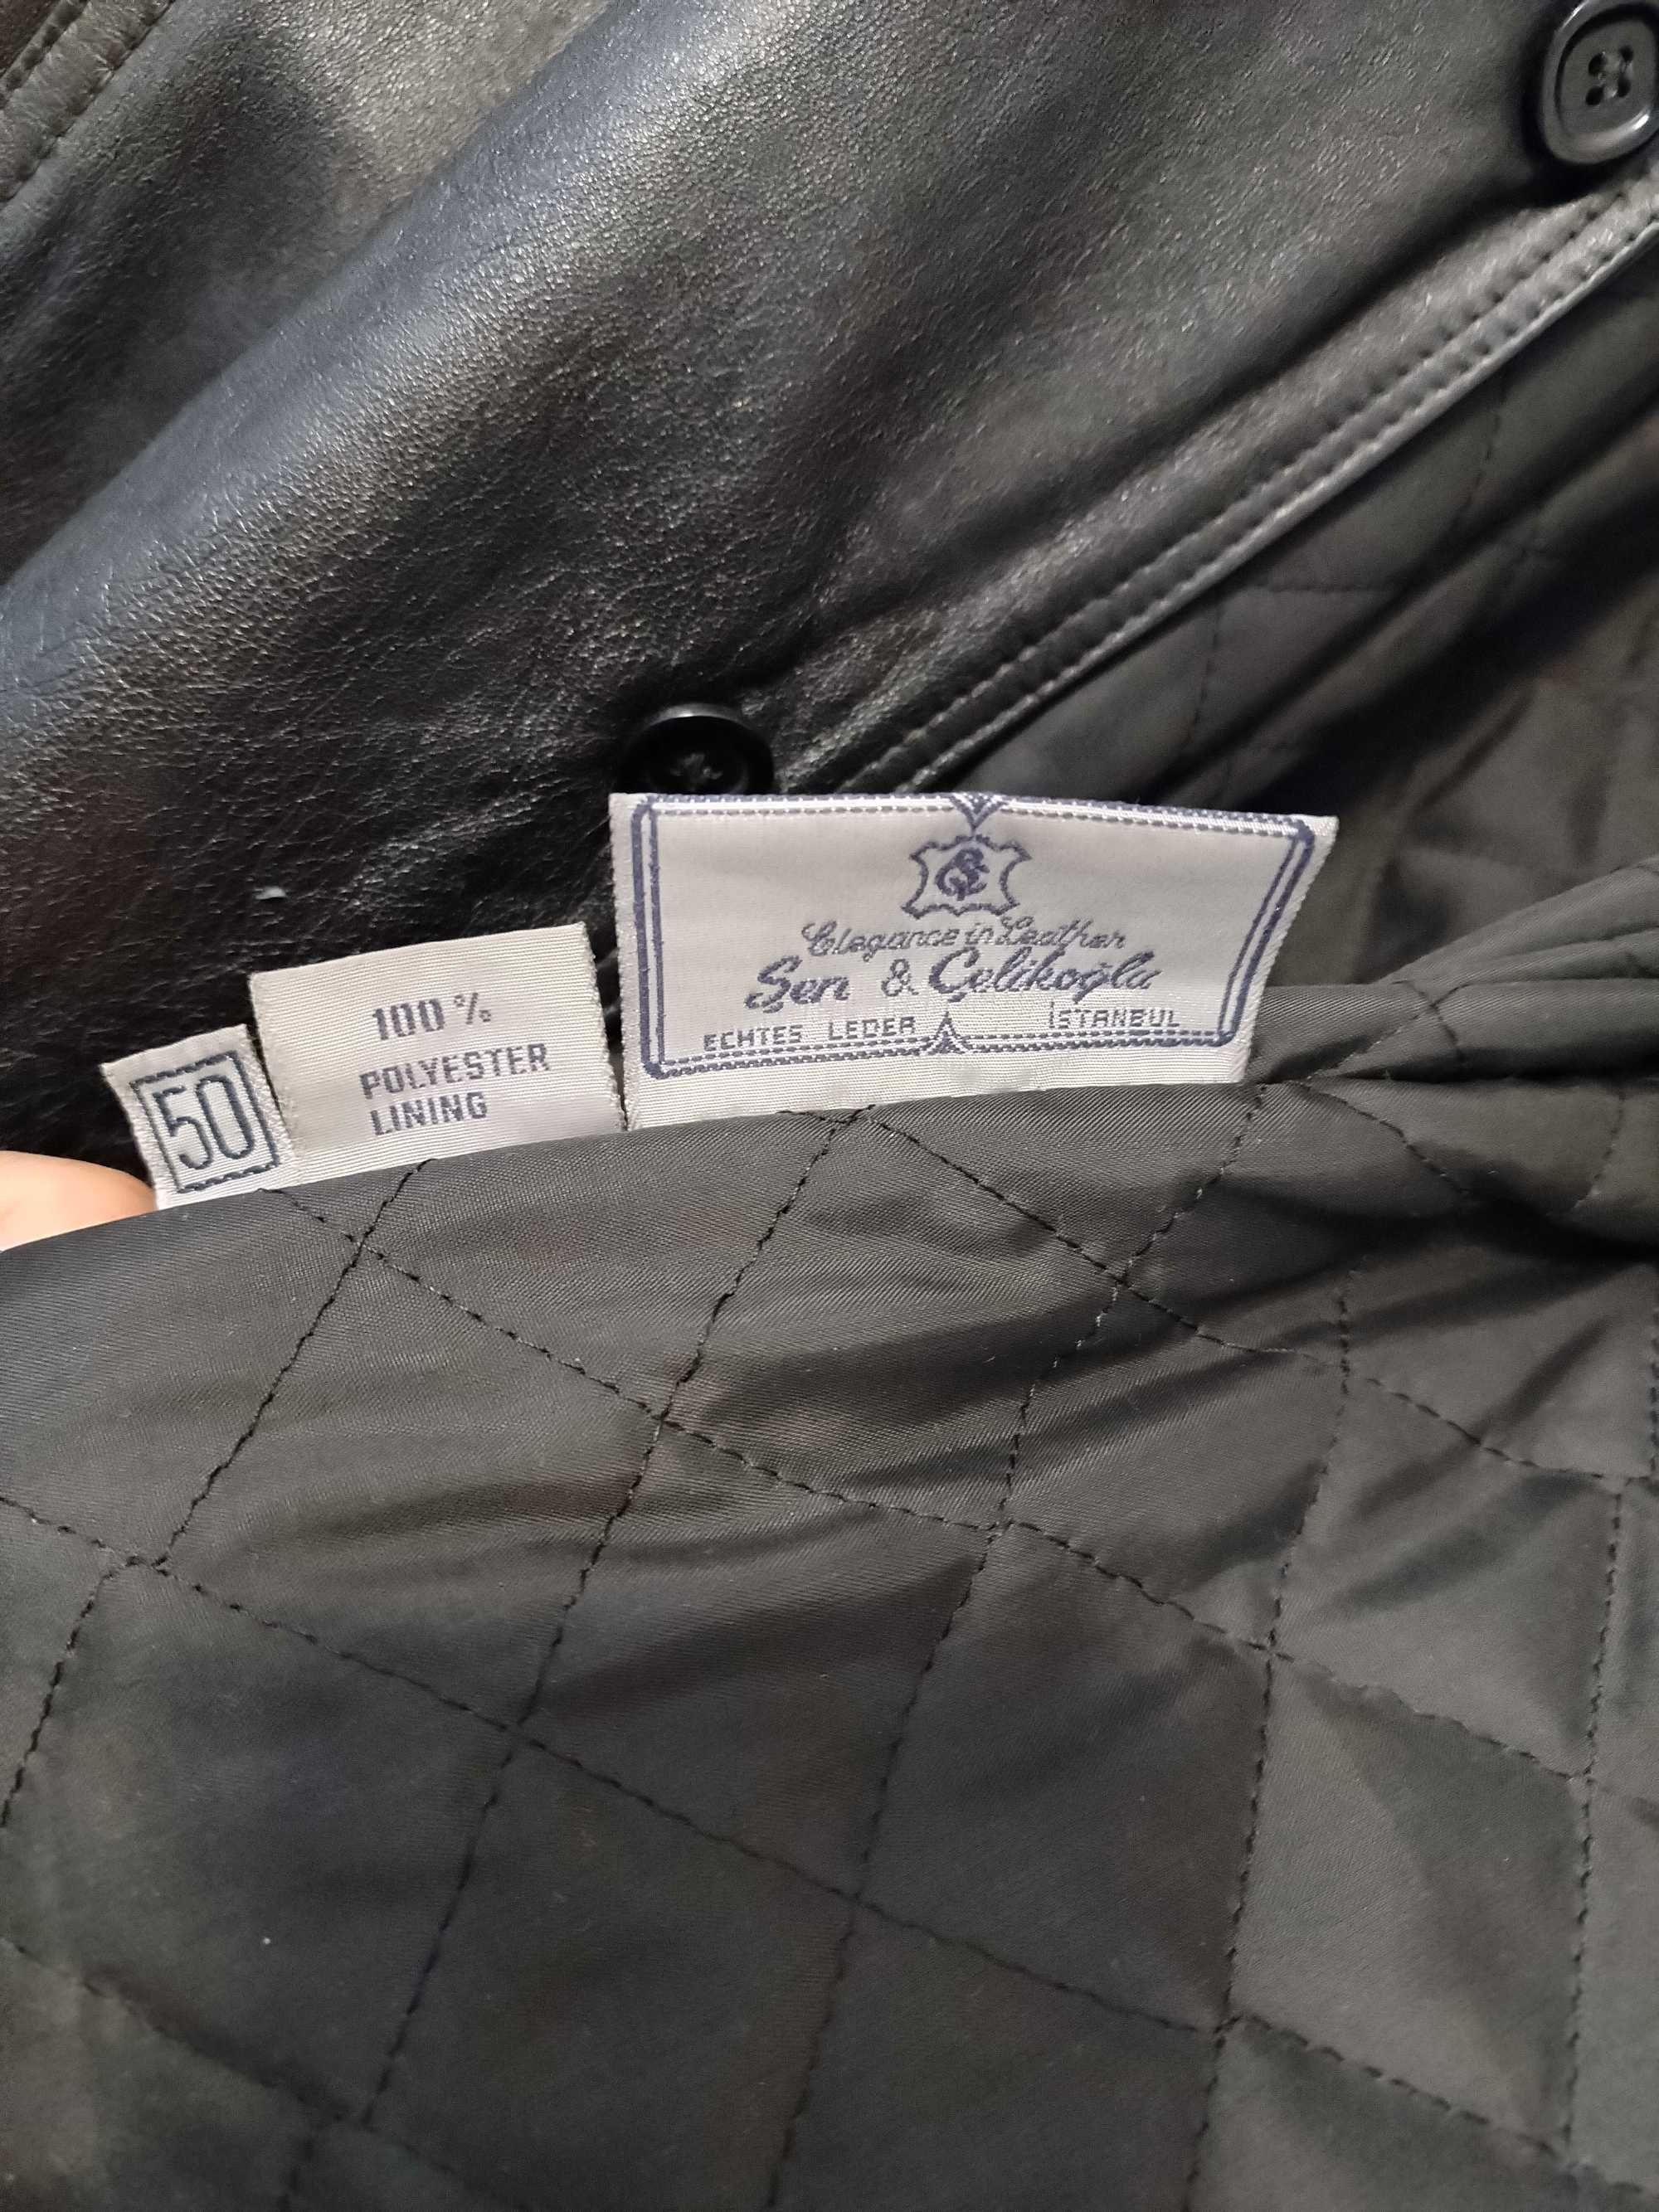 50
100 %
POLYESTER
LINING
Elegance in Leather
Şen & Çelikoğlu
ECHTES LEDER İSTANBUL